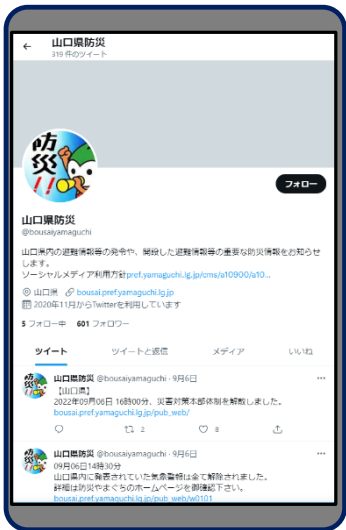 ← 山口県防災
319 件のツイート
防災!!
フォロー
山口県防災
@bousaiyamaguchi
山口県内の避難情報等の発令や、開設した避難情報等の重要な防災情報をお知らせ
します。
ソーシャルメディア利用方針pref.yamaguchi.lg.jp/cms/a10900/a10...
山口県 bousai.pref.yamaguchi.lg.jp
2020年11月からTwitterを利用しています
5 フォロー中 601 フォロワー
ツイート ツイートと返信 メディア いいね
山口県防災 @bousaiyamaguchi · 9月6日 ···
【山口県】
2022年09月06日 16時00分、災害対策本部体制を解散しました。
bousai.pref.yamaguchi.lg.jp/pub_web/
2 8
山口県防災 @bousaiyamaguchi · 9月6日 ···
09月06日14時30分
山口県内に発表されていた気象警報は全て解除されました。
詳細は防災やまぐちのホームページを御確認下さい。
bousai.pref.yamaguchi.lg.jp/pub_web/w0101